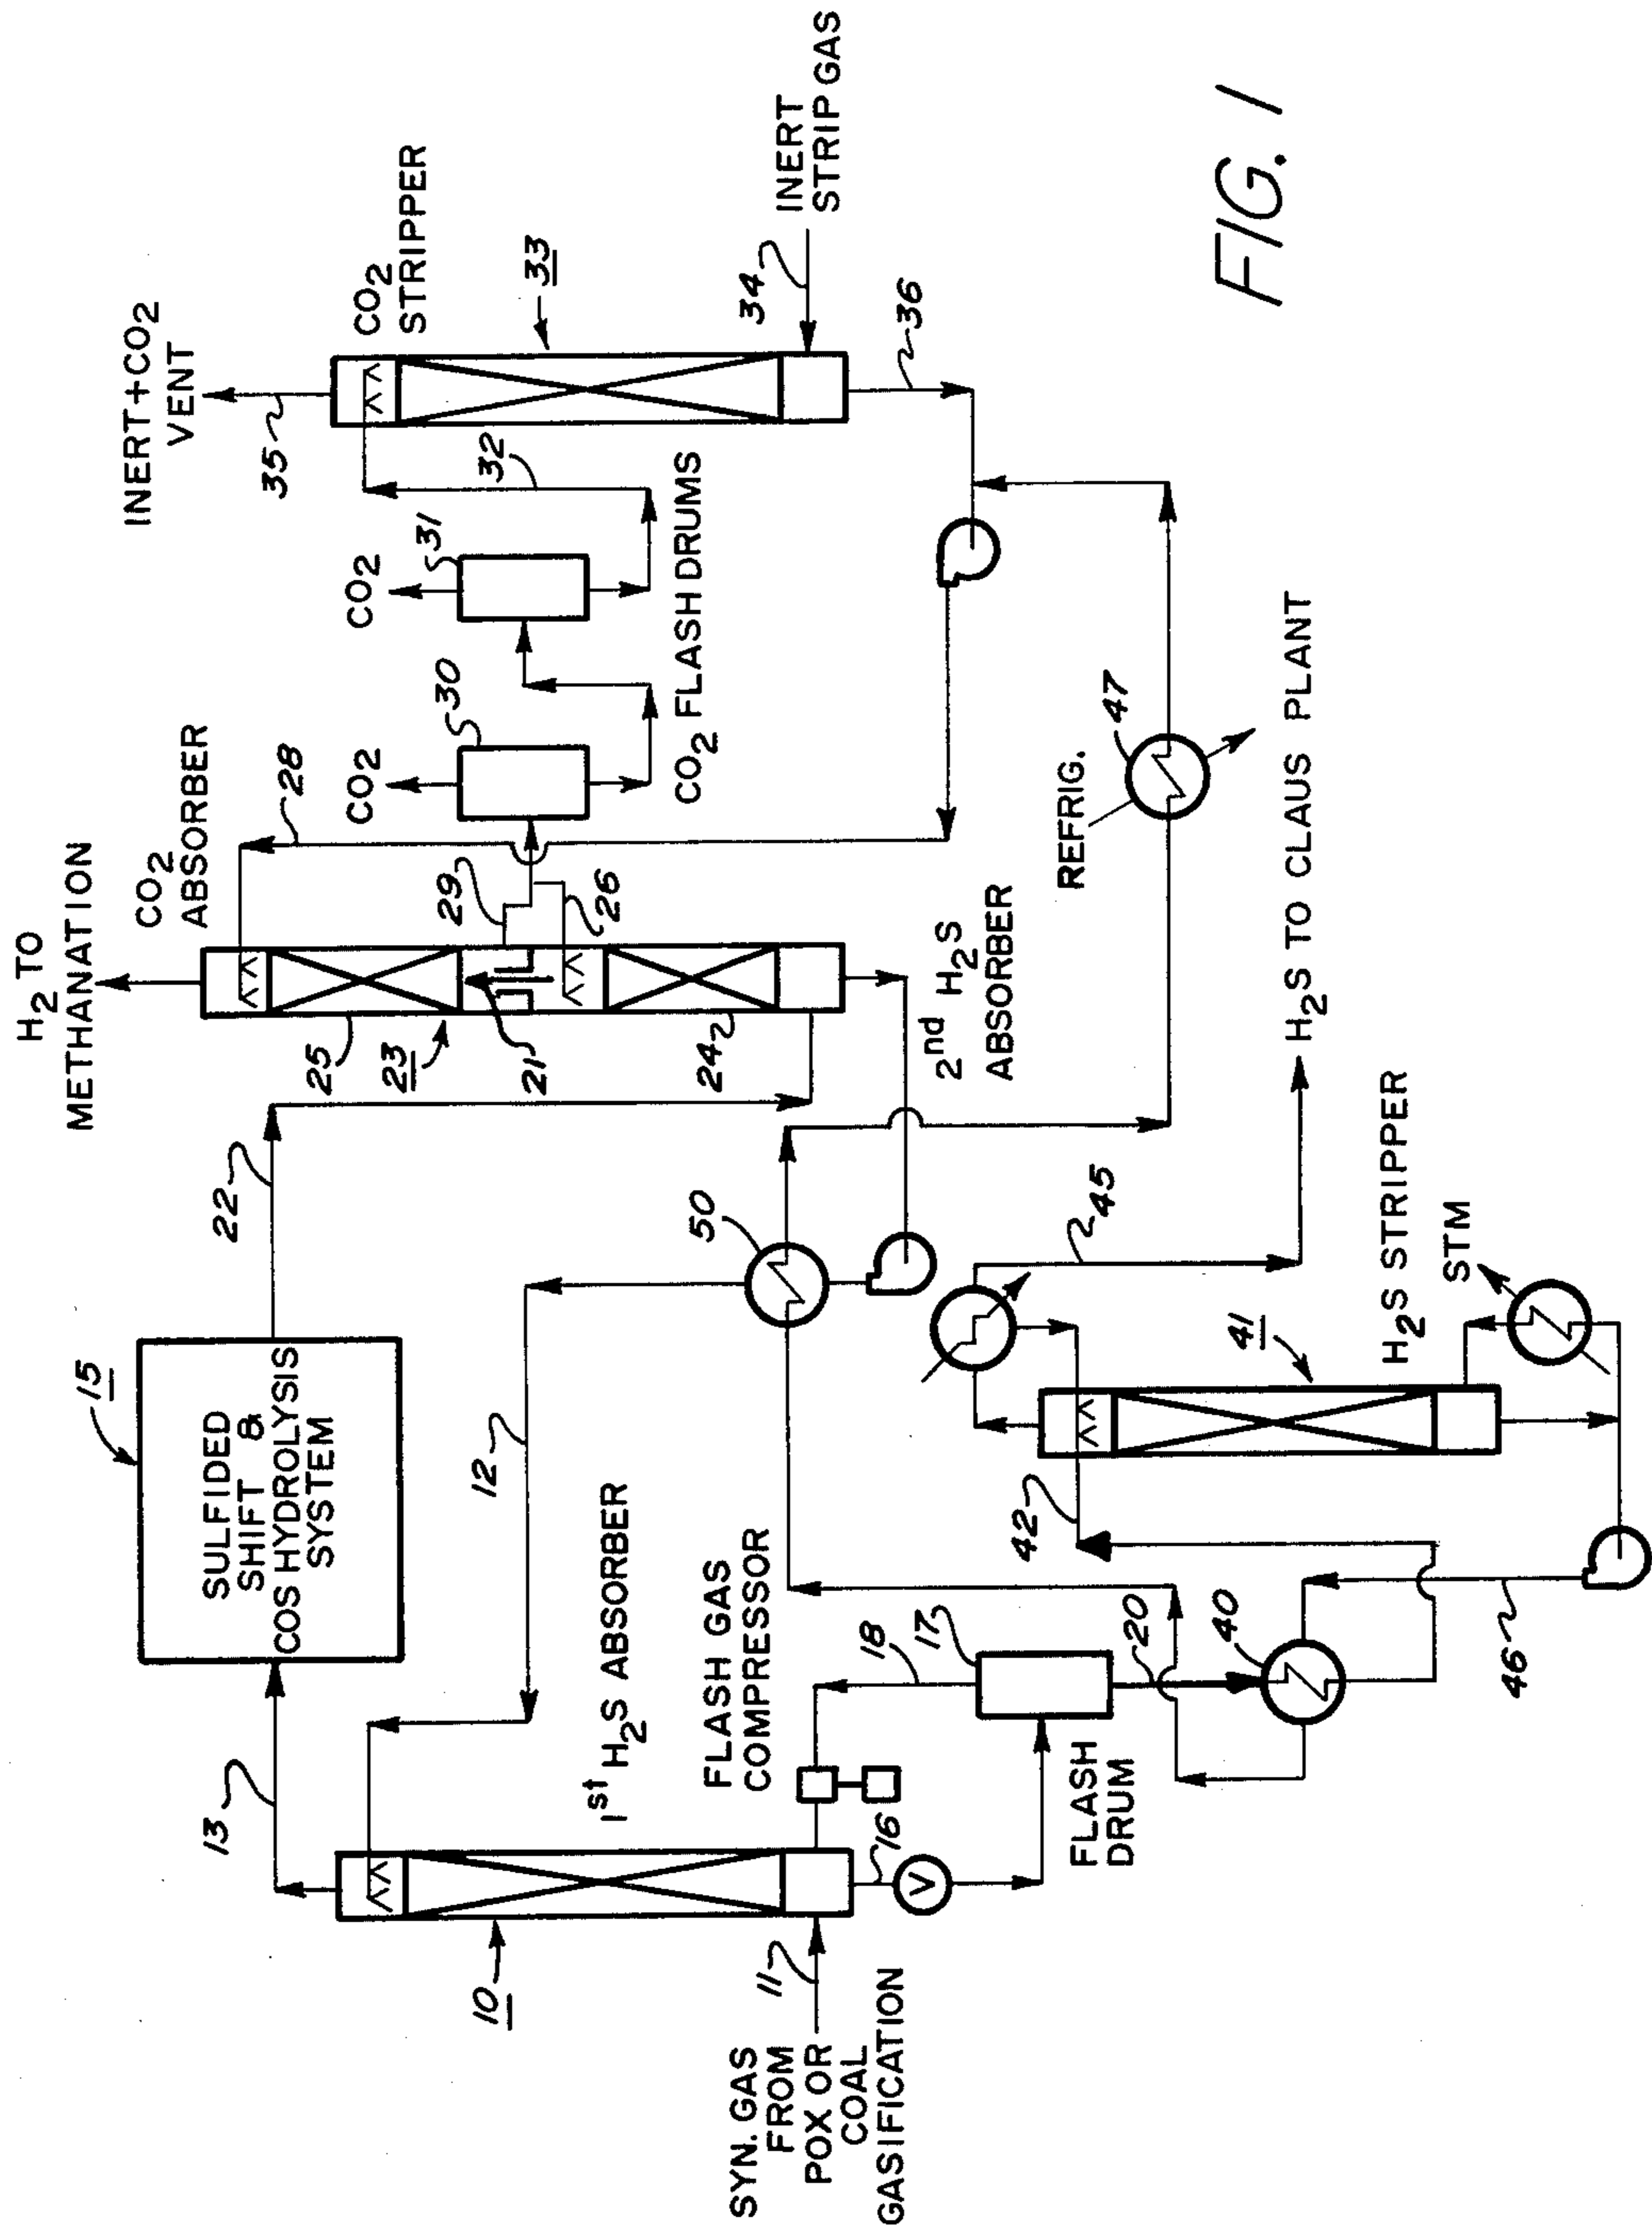 H2 TO
METHANATION
INERT+CO2
VENT
35
CO2
ABSORBER
28
CO2
STRIPPER
33
CO2
30
CO2
31
32
29
26
CO2 FLASH DRUMS
34
INERT
STRIP GAS
36
25
23
21
24
2nd H2S
ABSORBER
22
15
SULFIDED
SHIFT &
COS HYDROLYSIS
SYSTEM
13
12
10
1st H2S ABSORBER
11
SYN. GAS
FROM
POX OR
COAL
GASIFICATION
16
V
FLASH GAS
COMPRESSOR
18
17
FLASH
DRUM
20
40
42
46
50
45
41
H2S STRIPPER
STM
REFRIG.
47
H2S TO CLAUS PLANT
FIG. 1